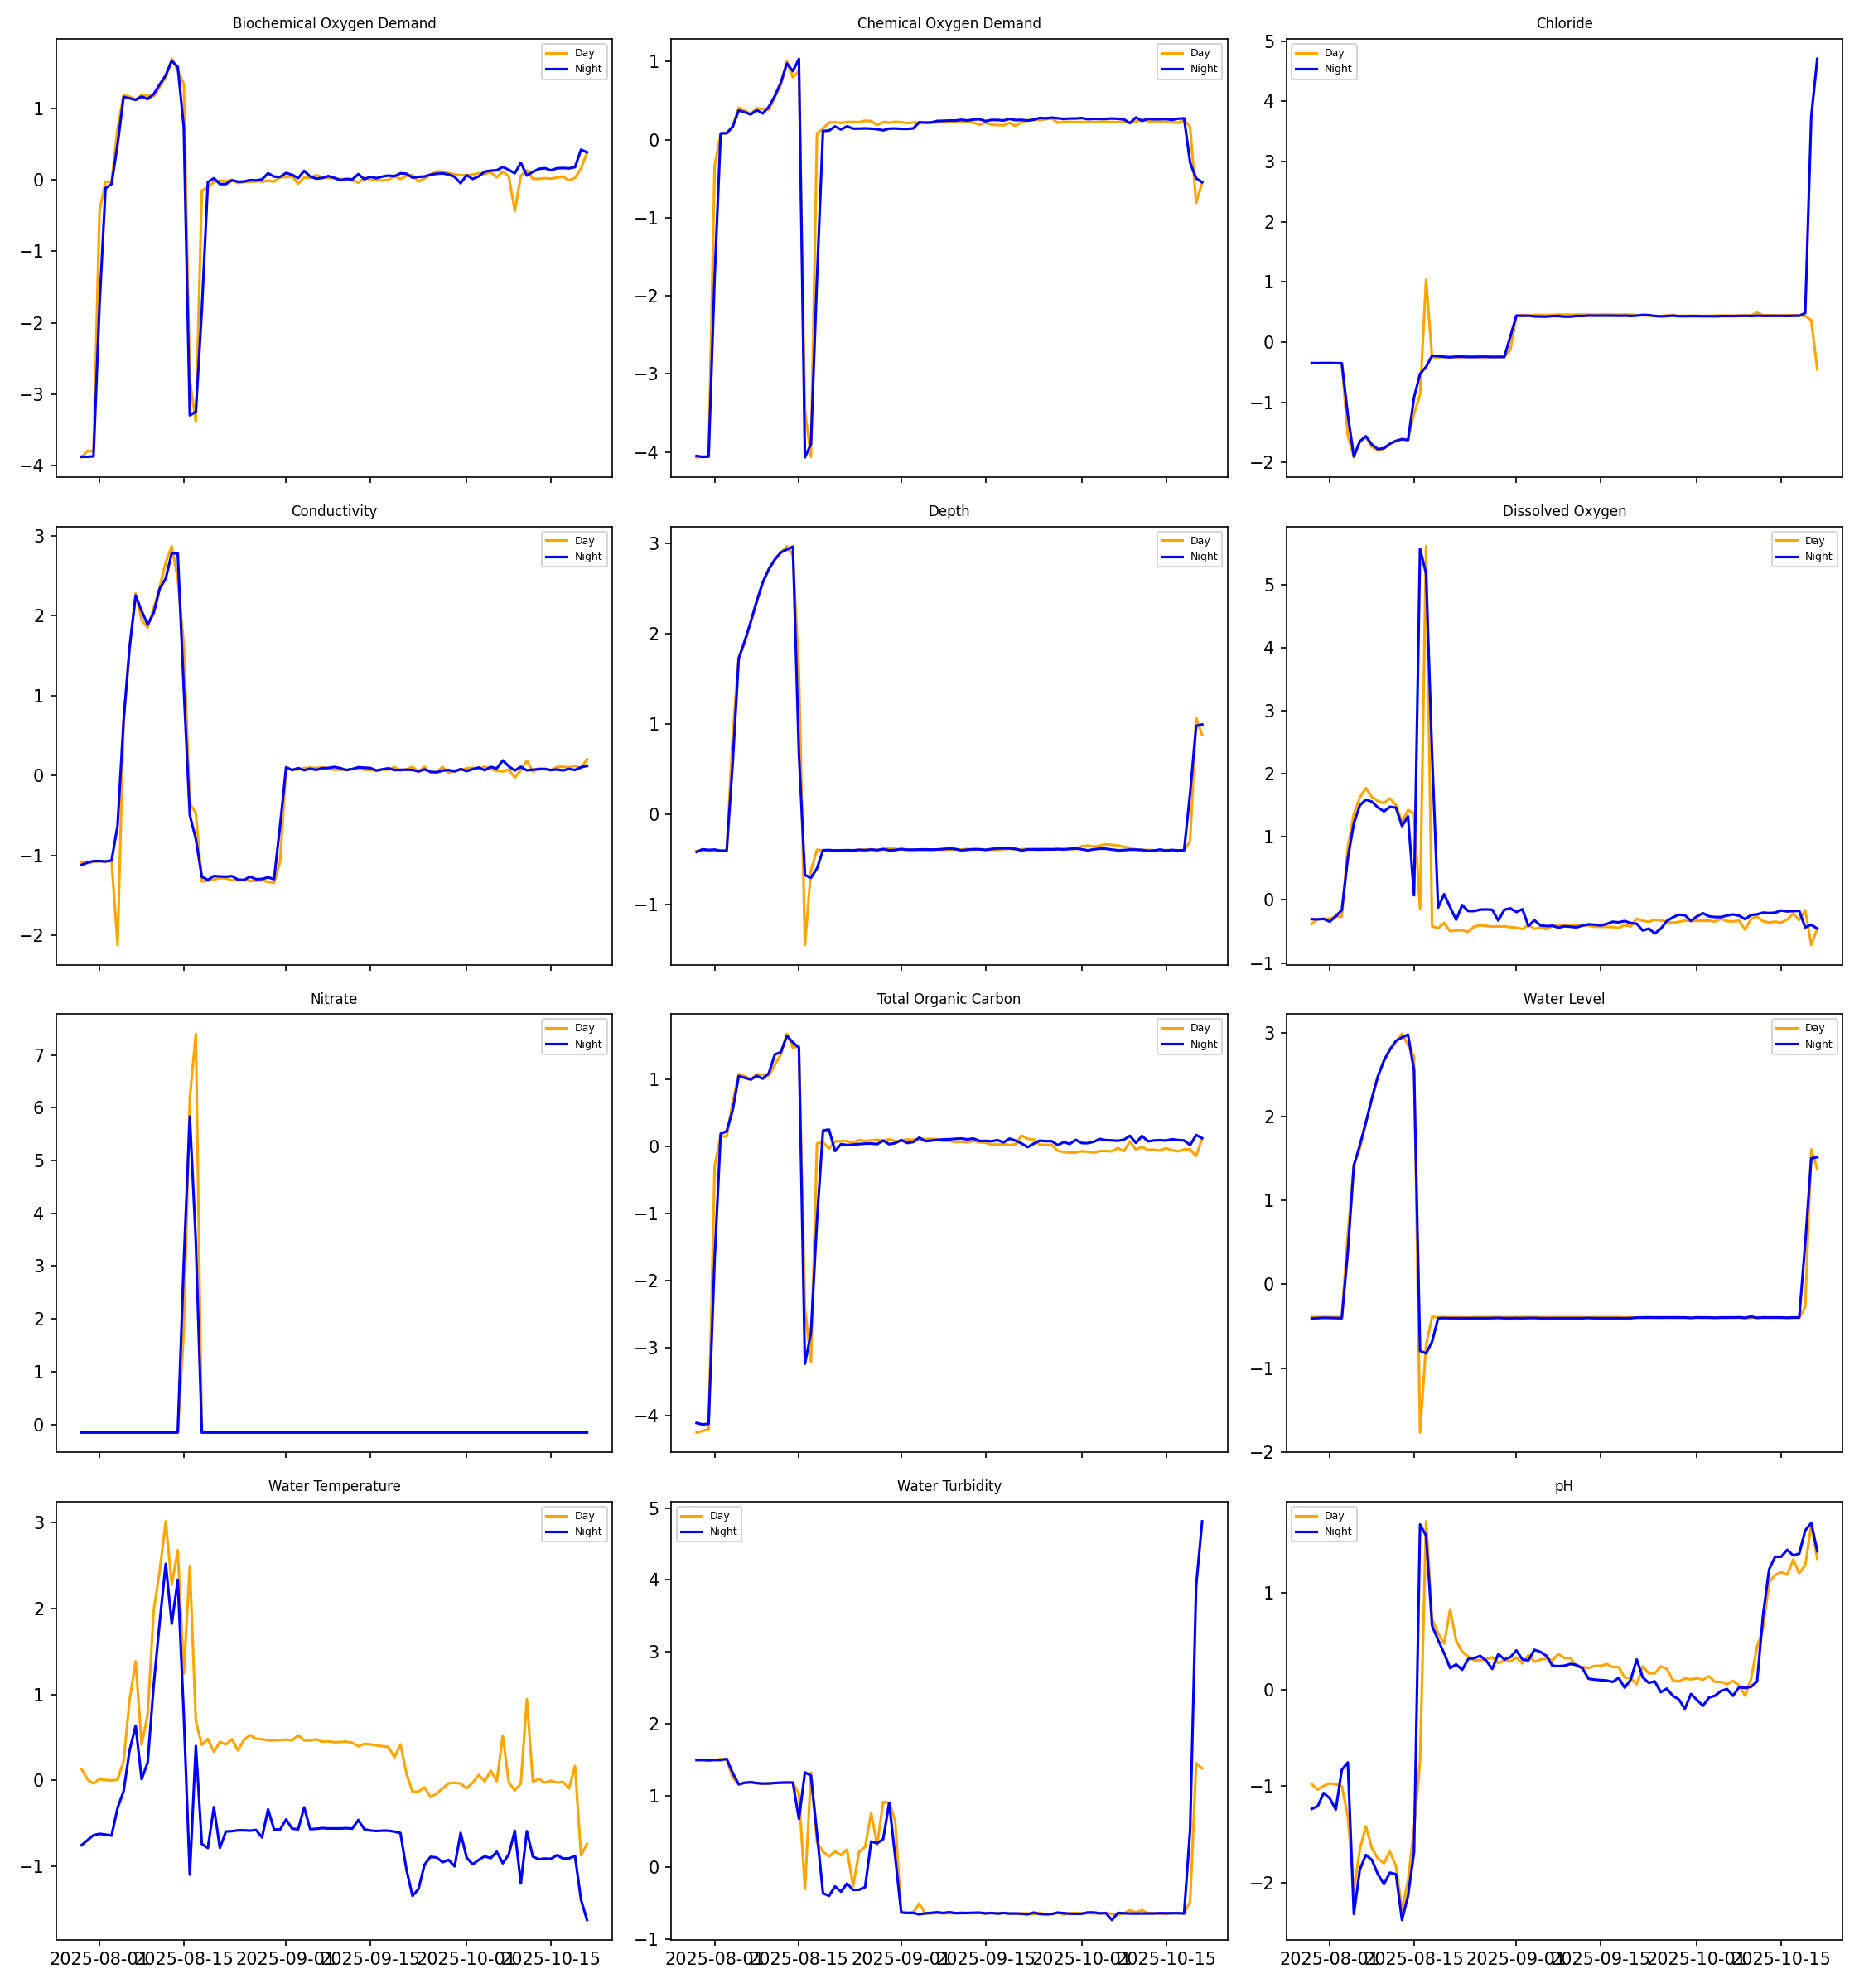 Biochemical Oxygen Demand
Day
Night
1
0
−1
−2
−3
−4
Chemical Oxygen Demand
Day
Night
1
0
−1
−2
−3
−4
Chloride
Day
Night
5
4
3
2
1
0
−1
−2
Conductivity
Day
Night
3
2
1
0
−1
−2
Depth
Day
Night
3
2
1
0
−1
Dissolved Oxygen
Day
Night
5
4
3
2
1
0
−1
Nitrate
Day
Night
7
6
5
4
3
2
1
0
Total Organic Carbon
Day
Night
1
0
−1
−2
−3
−4
Water Level
Day
Night
3
2
1
0
−1
−2
Water Temperature
Day
Night
3
2
1
0
−1
2025-08-01 2025-08-15 2025-09-01 2025-09-15 2025-10-01 2025-10-15
Water Turbidity
Day
Night
5
4
3
2
1
0
−1
2025-08-01 2025-08-15 2025-09-01 2025-09-15 2025-10-01 2025-10-15
pH
Day
Night
1
0
−1
−2
2025-08-01 2025-08-15 2025-09-01 2025-09-15 2025-10-01 2025-10-15